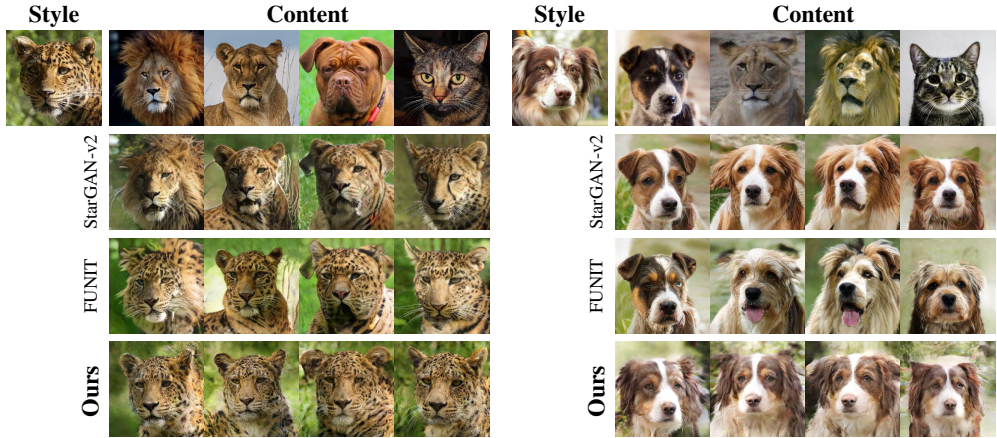 Style Content Style Content
StarGAN-v2 StarGAN-v2
FUNIT FUNIT
Ours Ours